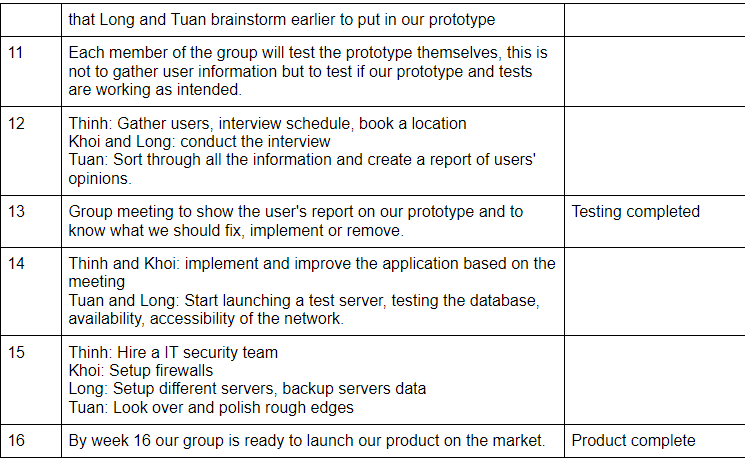 that Long and Tuan brainstorm earlier to put in our prototype
11
Each member of the group will test the prototype themselves, this is
not to gather user information but to test if our prototype and tests
are working as intended.
12
Thinh: Gather users, interview schedule, book a location
Khoi and Long: conduct the interview
Tuan: Sort through all the information and create a report of users'
opinions.
13
Group meeting to show the user's report on our prototype and to
know what we should fix, implement or remove.
Testing completed
14
Thinh and Khoi: implement and improve the application based on the
meeting
Tuan and Long: Start launching a test server, testing the database,
availability, accessibility of the network.
15
Thinh: Hire a IT security team
Khoi: Setup firewalls
Long: Setup different servers, backup servers data
Tuan: Look over and polish rough edges
16
By week 16 our group is ready to launch our product on the market.
Product complete